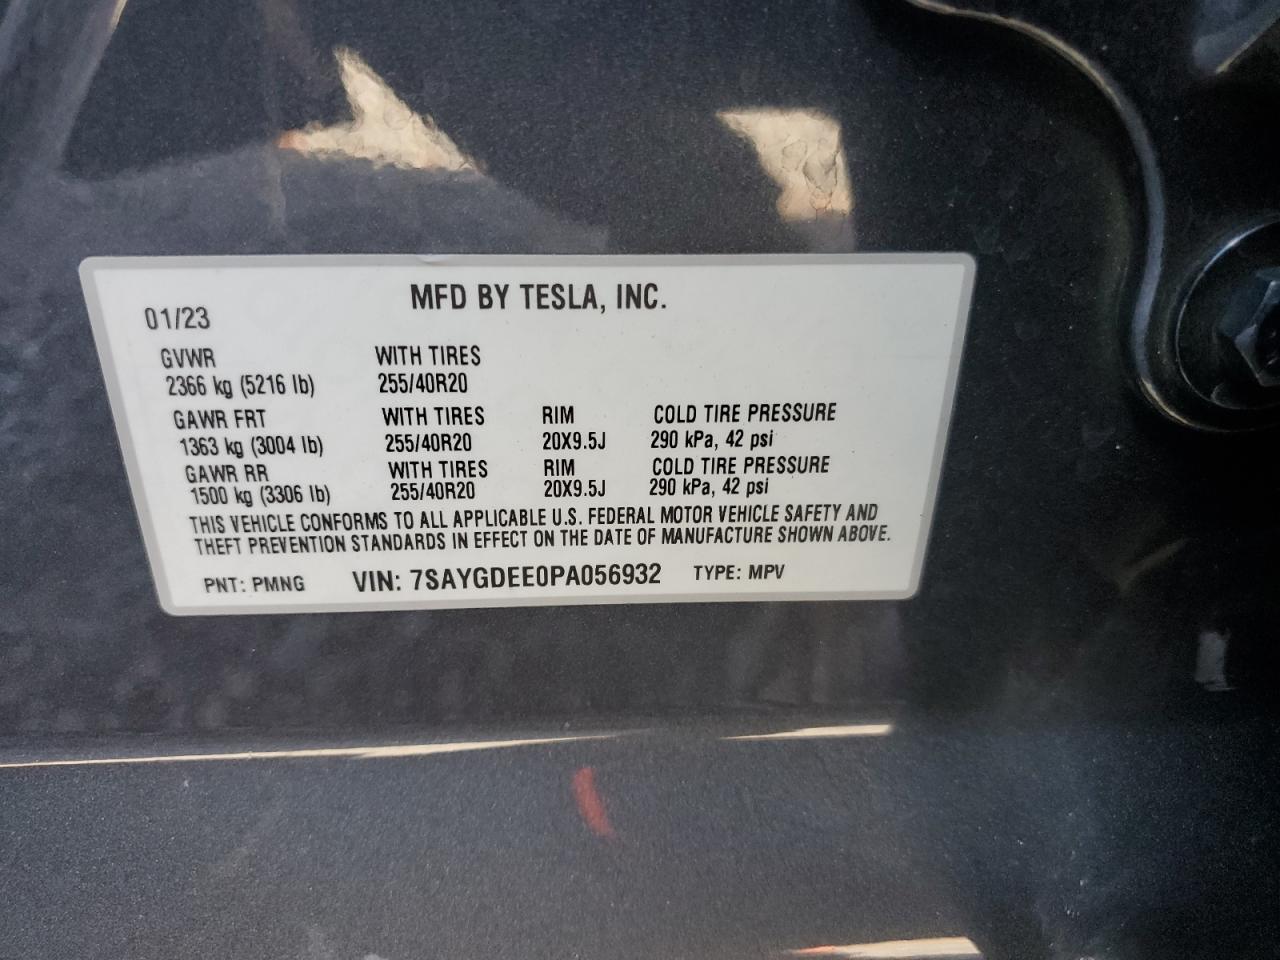 MFD BY TESLA, INC.
01/23
GVWR WITH TIRES
2366 kg (5216 lb) 255/40R20
GAWR FRT WITH TIRES RIM COLD TIRE PRESSURE
1363 kg (3004 lb) 255/40R20 20X9.5J 290 kPa, 42 psi
GAWR RR WITH TIRES RIM COLD TIRE PRESSURE
1500 kg (3306 lb) 255/40R20 20X9.5J 290 kPa, 42 psi
THIS VEHICLE CONFORMS TO ALL APPLICABLE U.S. FEDERAL MOTOR VEHICLE SAFETY AND
THEFT PREVENTION STANDARDS IN EFFECT ON THE DATE OF MANUFACTURE SHOWN ABOVE.
PNT: PMNG VIN: 7SAYGDEE0PA056932 TYPE: MPV